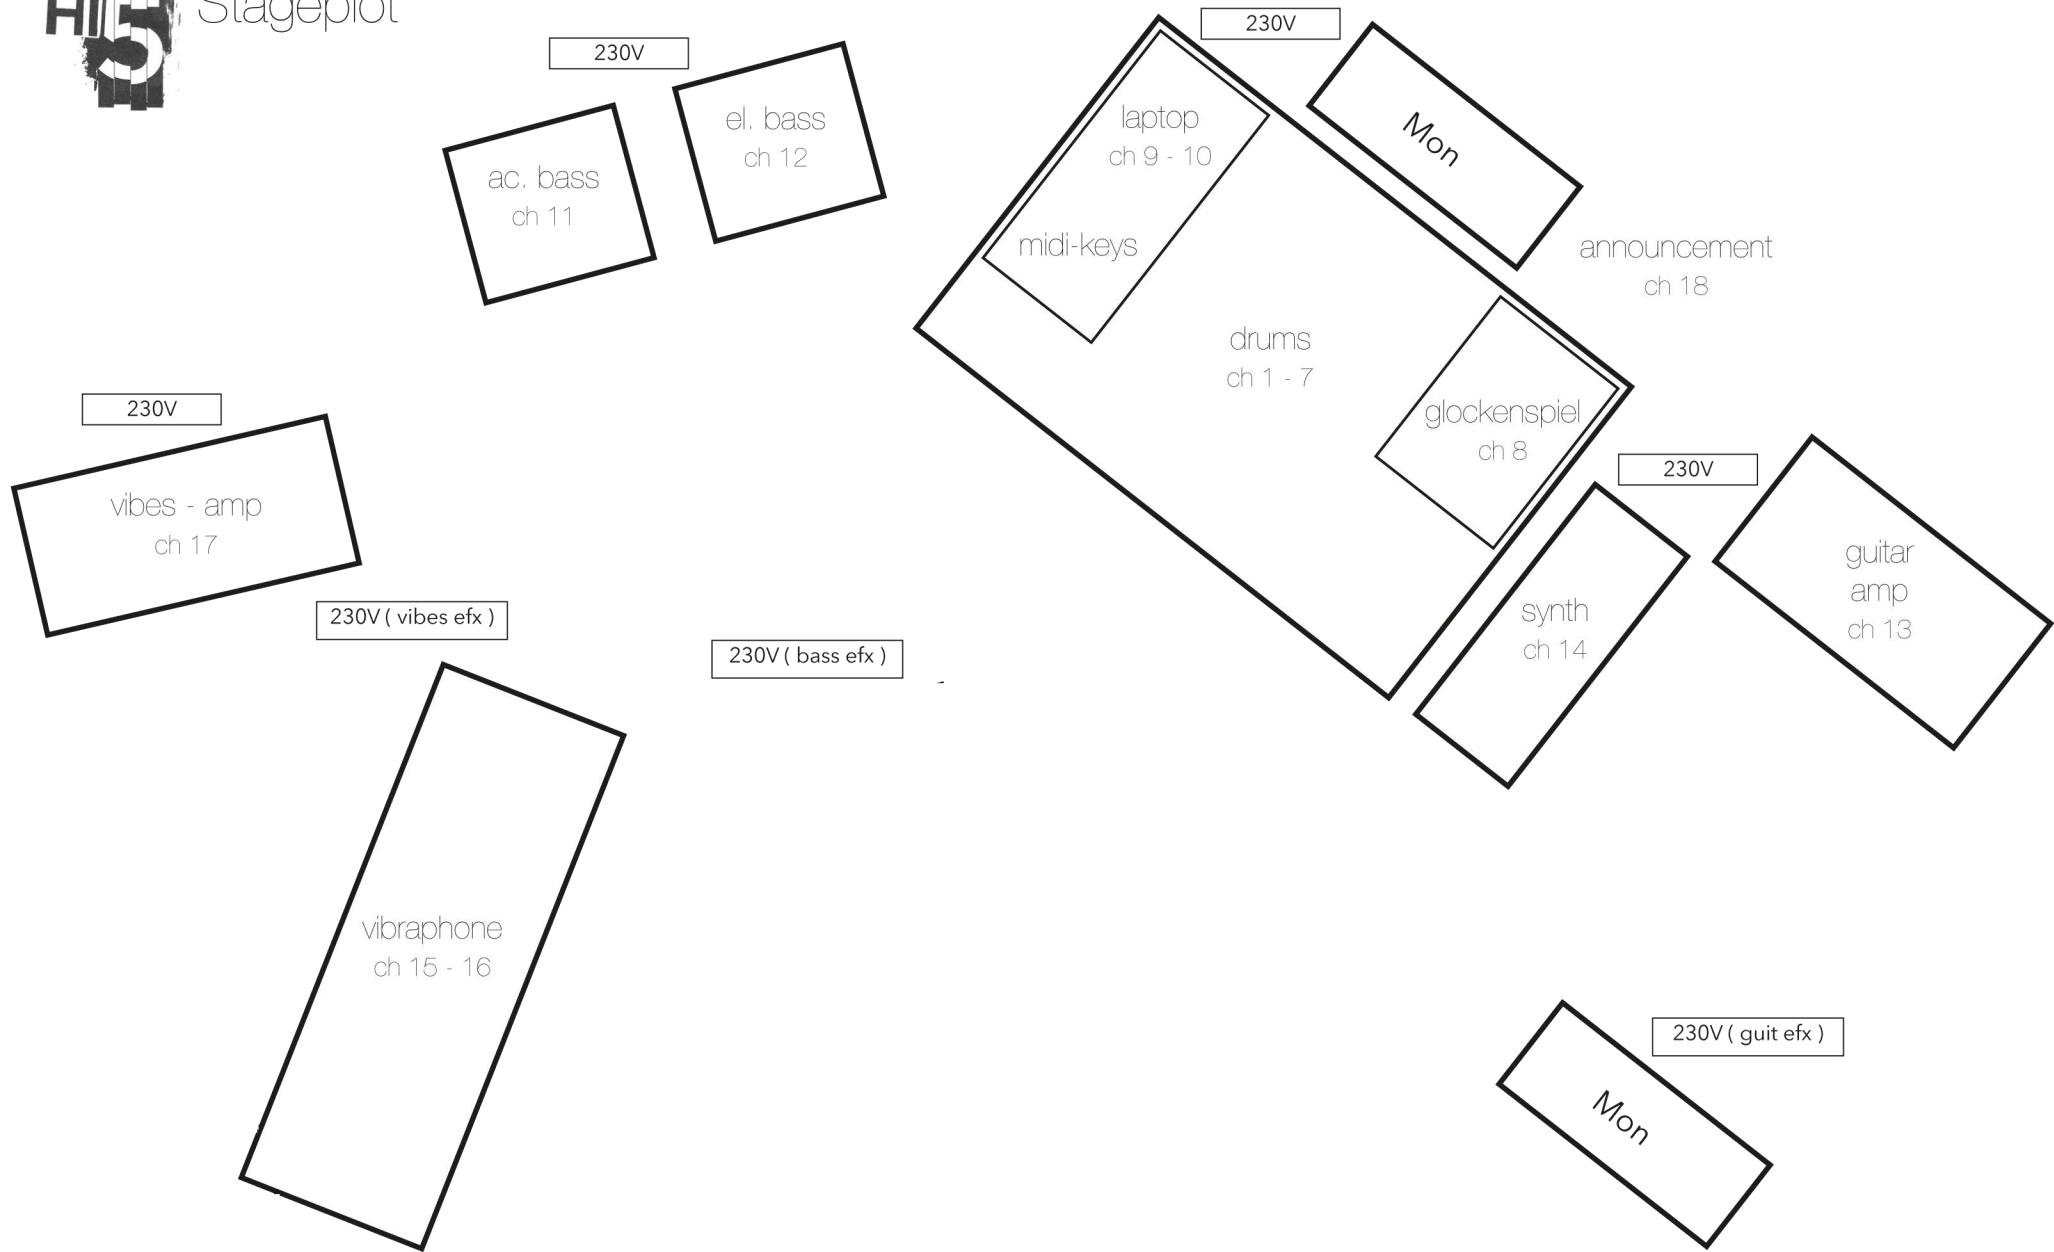 HI 5
Stageplot
230V
230V
el. bass
ch 12
ac. bass
ch 11
laptop
ch 9 - 10
midi-keys
Mon
announcement
ch 18
drums
ch 1 - 7
glockenspiel
ch 8
230V
vibes - amp
ch 17
230V
guitar
amp
ch 13
synth
ch 14
230V ( vibes efx )
230V ( bass efx )
vibraphone
ch 15 - 16
230V ( guit efx )
Mon